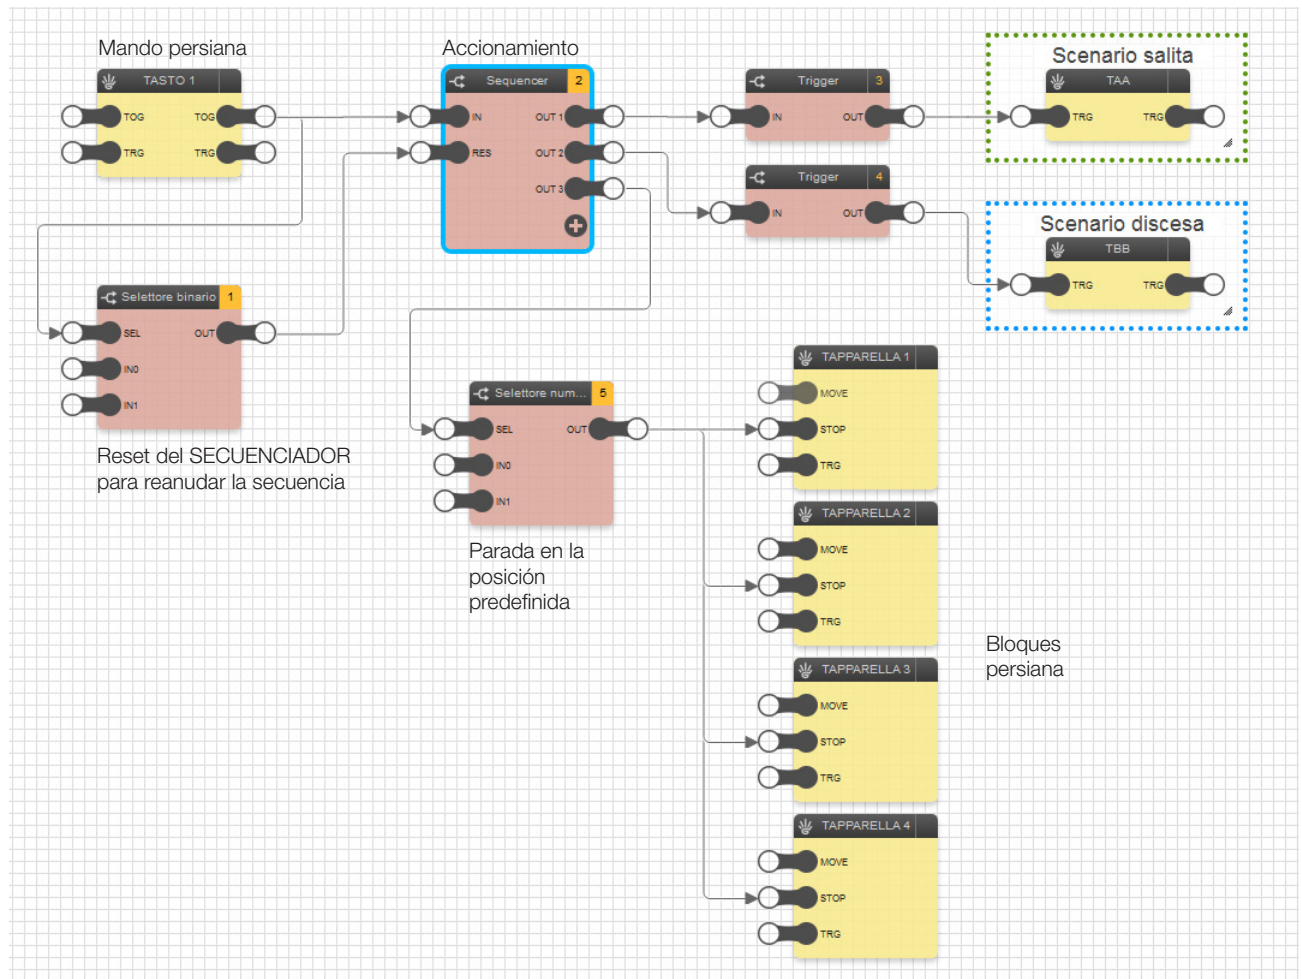 Mando persiana
TASTO 1
TOG TOG
TRG TRG
Accionamiento
Sequencer 2
IN OUT 1
RES OUT 2
OUT 3
Trigger 3
IN OUT
Trigger 4
IN OUT
Scenario salita
TAA
TRG TRG
Scenario discesa
TBB
TRG TRG
Selettore binario 1
SEL OUT
IN0
IN1
Reset del SECUENCIADOR
para reanudar la secuencia
Selettore num... 5
SEL OUT
IN0
IN1
Parada en la
posición
predefinida
TAPPARELLA 1
MOVE
STOP
TRG
TAPPARELLA 2
MOVE
STOP
TRG
TAPPARELLA 3
MOVE
STOP
TRG
TAPPARELLA 4
MOVE
STOP
TRG
Bloques
persiana